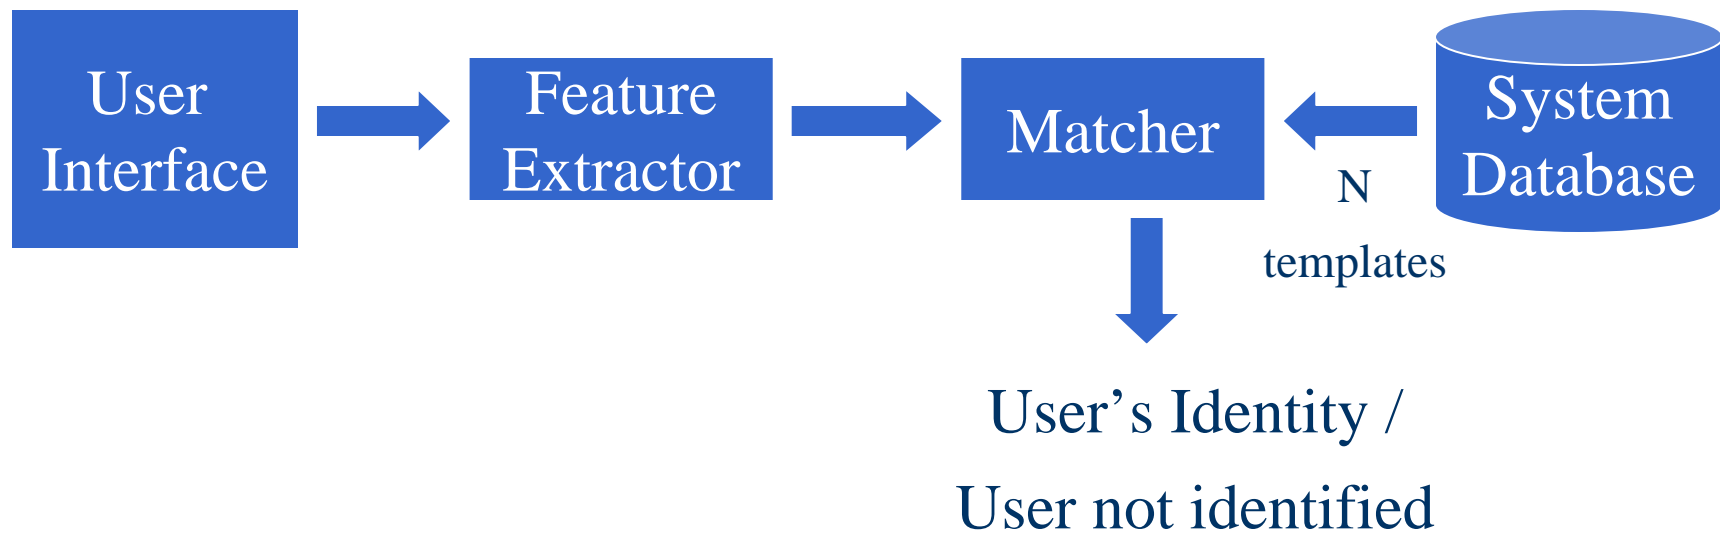 User
Interface
Feature
Extractor
Matcher
System
Database
N
templates
User’s Identity /
User not identified